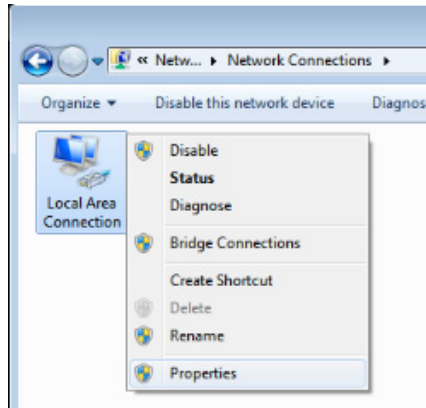 « Netw... ▸ Network Connections ▸
Organize ▾ Disable this network device Diagnos
Local Area
Connection
Disable
Status
Diagnose
Bridge Connections
Create Shortcut
Delete
Rename
Properties